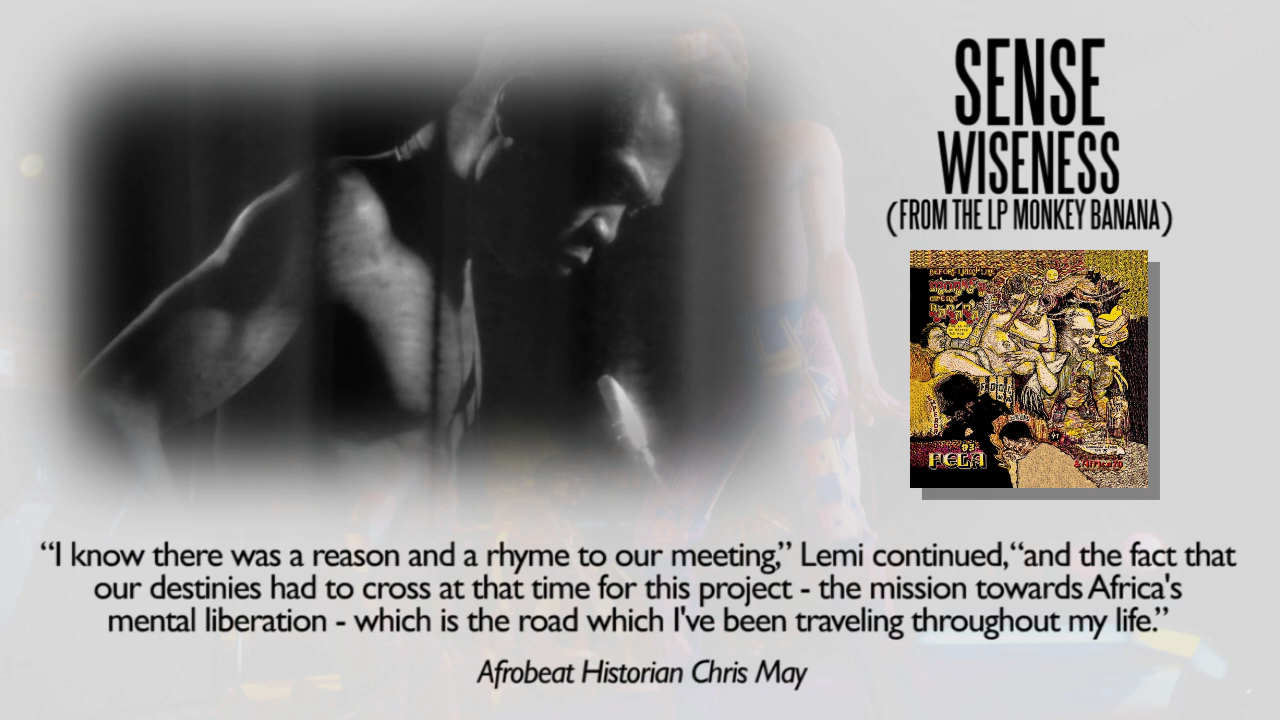 SENSE
WISENESS
(FROM THE LP MONKEY BANANA)
FELA
“I know there was a reason and a rhyme to our meeting,” Lemi continued,“and the fact that
our destinies had to cross at that time for this project - the mission towards Africa's
mental liberation - which is the road which I've been traveling throughout my life.”
Afrobeat Historian Chris May